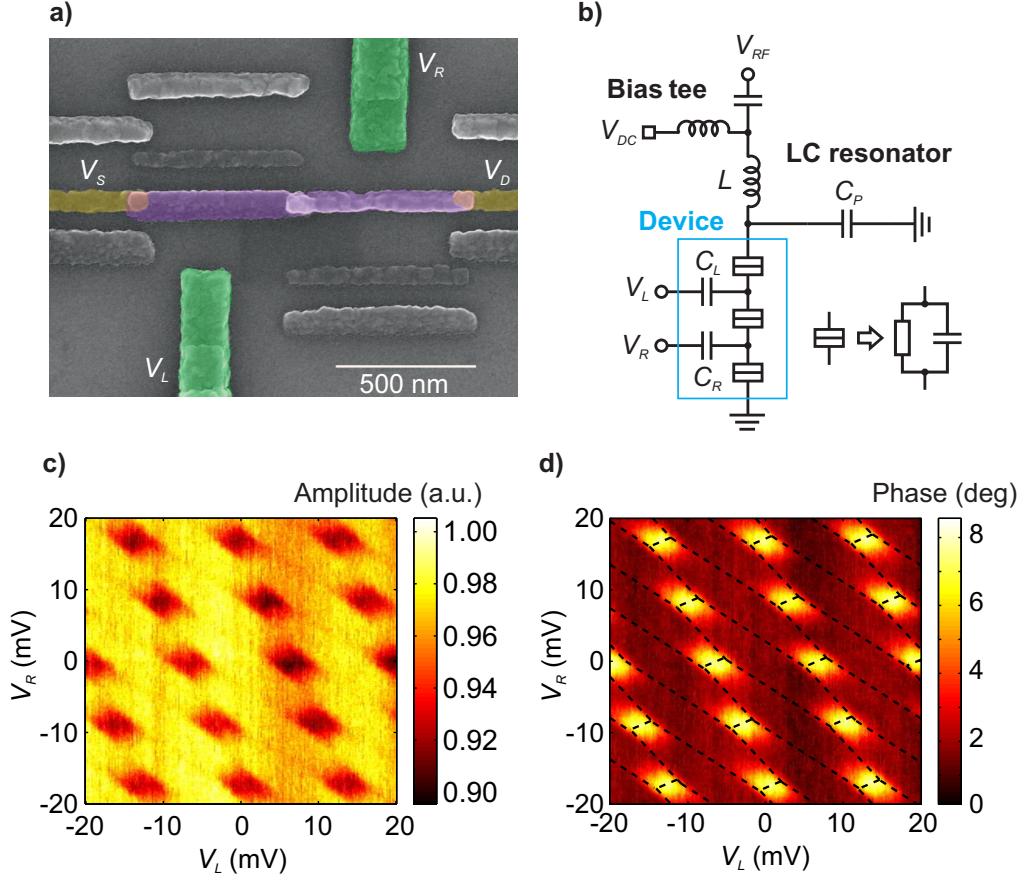 a)
V_R
V_S
V_D
V_L
500 nm
b)
V_RF
Bias tee
V_DC
LC resonator
L
C_P
Device
C_L
V_L
V_R
C_R
c)
Amplitude (a.u.)
20
10
0
-10
-20
V_R (mV)
-20 -10 0 10 20
V_L (mV)
1.00
0.98
0.96
0.94
0.92
0.90
d)
Phase (deg)
20
10
0
-10
-20
V_R (mV)
-20 -10 0 10 20
V_L (mV)
8
6
4
2
0